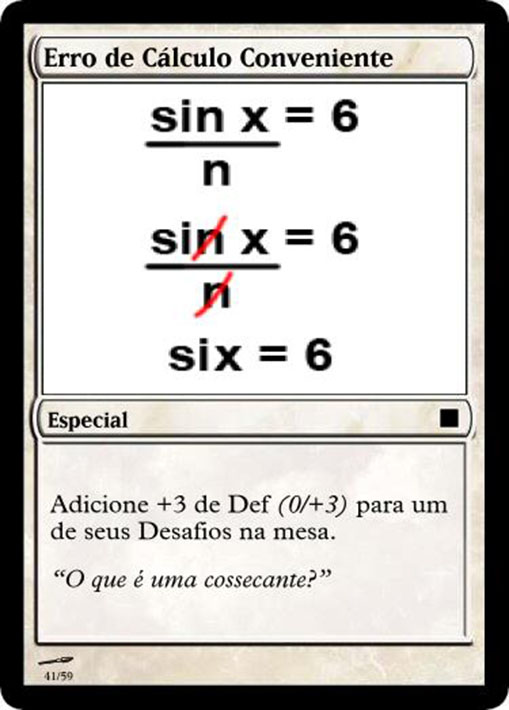 Erro de Cálculo Conveniente
sin x = 6
n
sin x = 6
n
six = 6
Especial
Adicione +3 de Def (0/+3) para um
de seus Desafios na mesa.
“O que é uma cossecante?”
41/59